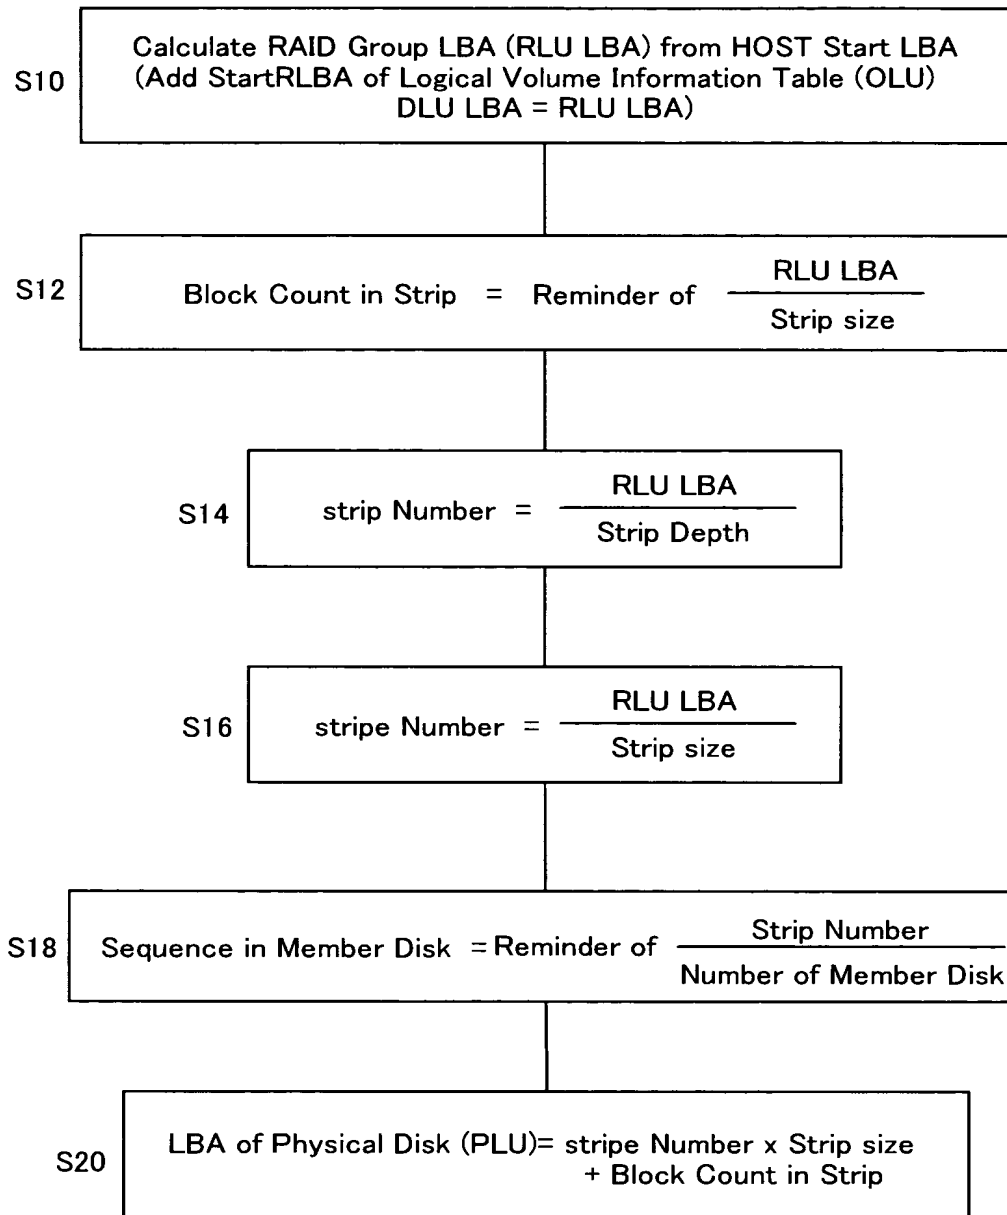 S10
Calculate RAID Group LBA (RLU LBA) from HOST Start LBA
(Add StartRLBA of Logical Volume Information Table (OLU)
DLU LBA = RLU LBA)
S12
Block Count in Strip = Reminder of
RLU LBA
Strip size
S14
strip Number =
RLU LBA
Strip Depth
S16
stripe Number =
RLU LBA
Strip size
S18
Sequence in Member Disk = Reminder of
Strip Number
Number of Member Disk
S20
LBA of Physical Disk (PLU)= stripe Number x Strip size
+ Block Count in Strip